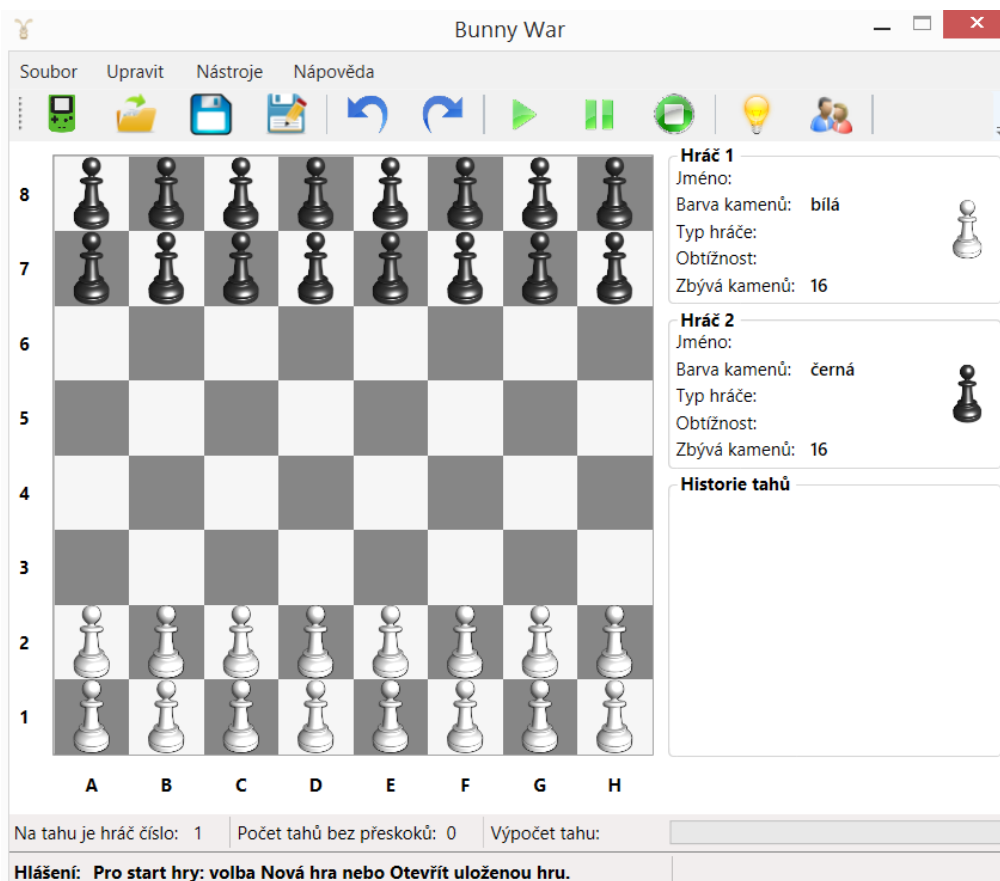 Bunny War
Soubor Upravit Nástroje Nápověda
8
7
6
5
4
3
2
1
A B C D E F G H
Hráč 1
Jméno:
Barva kamenů: bílá
Typ hráče:
Obtížnost:
Zbývá kamenů: 16
Hráč 2
Jméno:
Barva kamenů: černá
Typ hráče:
Obtížnost:
Zbývá kamenů: 16
Historie tahů
Na tahu je hráč číslo: 1 Počet tahů bez přeskoků: 0 Výpočet tahu:
Hlášení: Pro start hry: volba Nová hra nebo Otevřít uloženou hru.